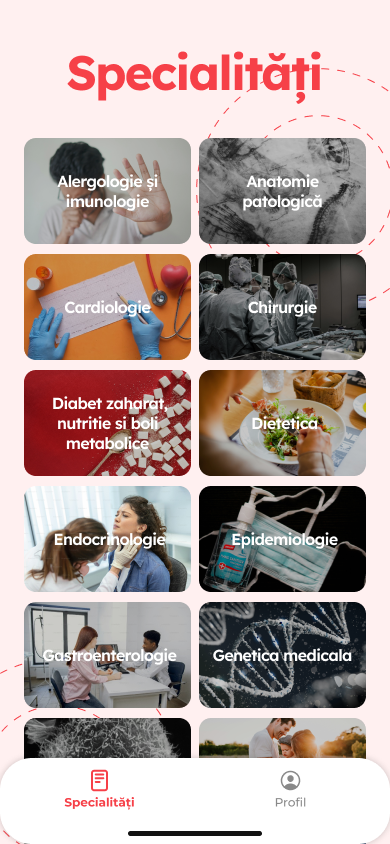 Specialități
Alergologie și
imunologie
Anatomie
patologică
Cardiologie
Chirurgie
Diabet zaharat,
nutritie si boli
metabolice
Dietetica
Endocrinologie
Epidemiologie
Gastroenterologie
Genetica medicala
Specialități
Profil